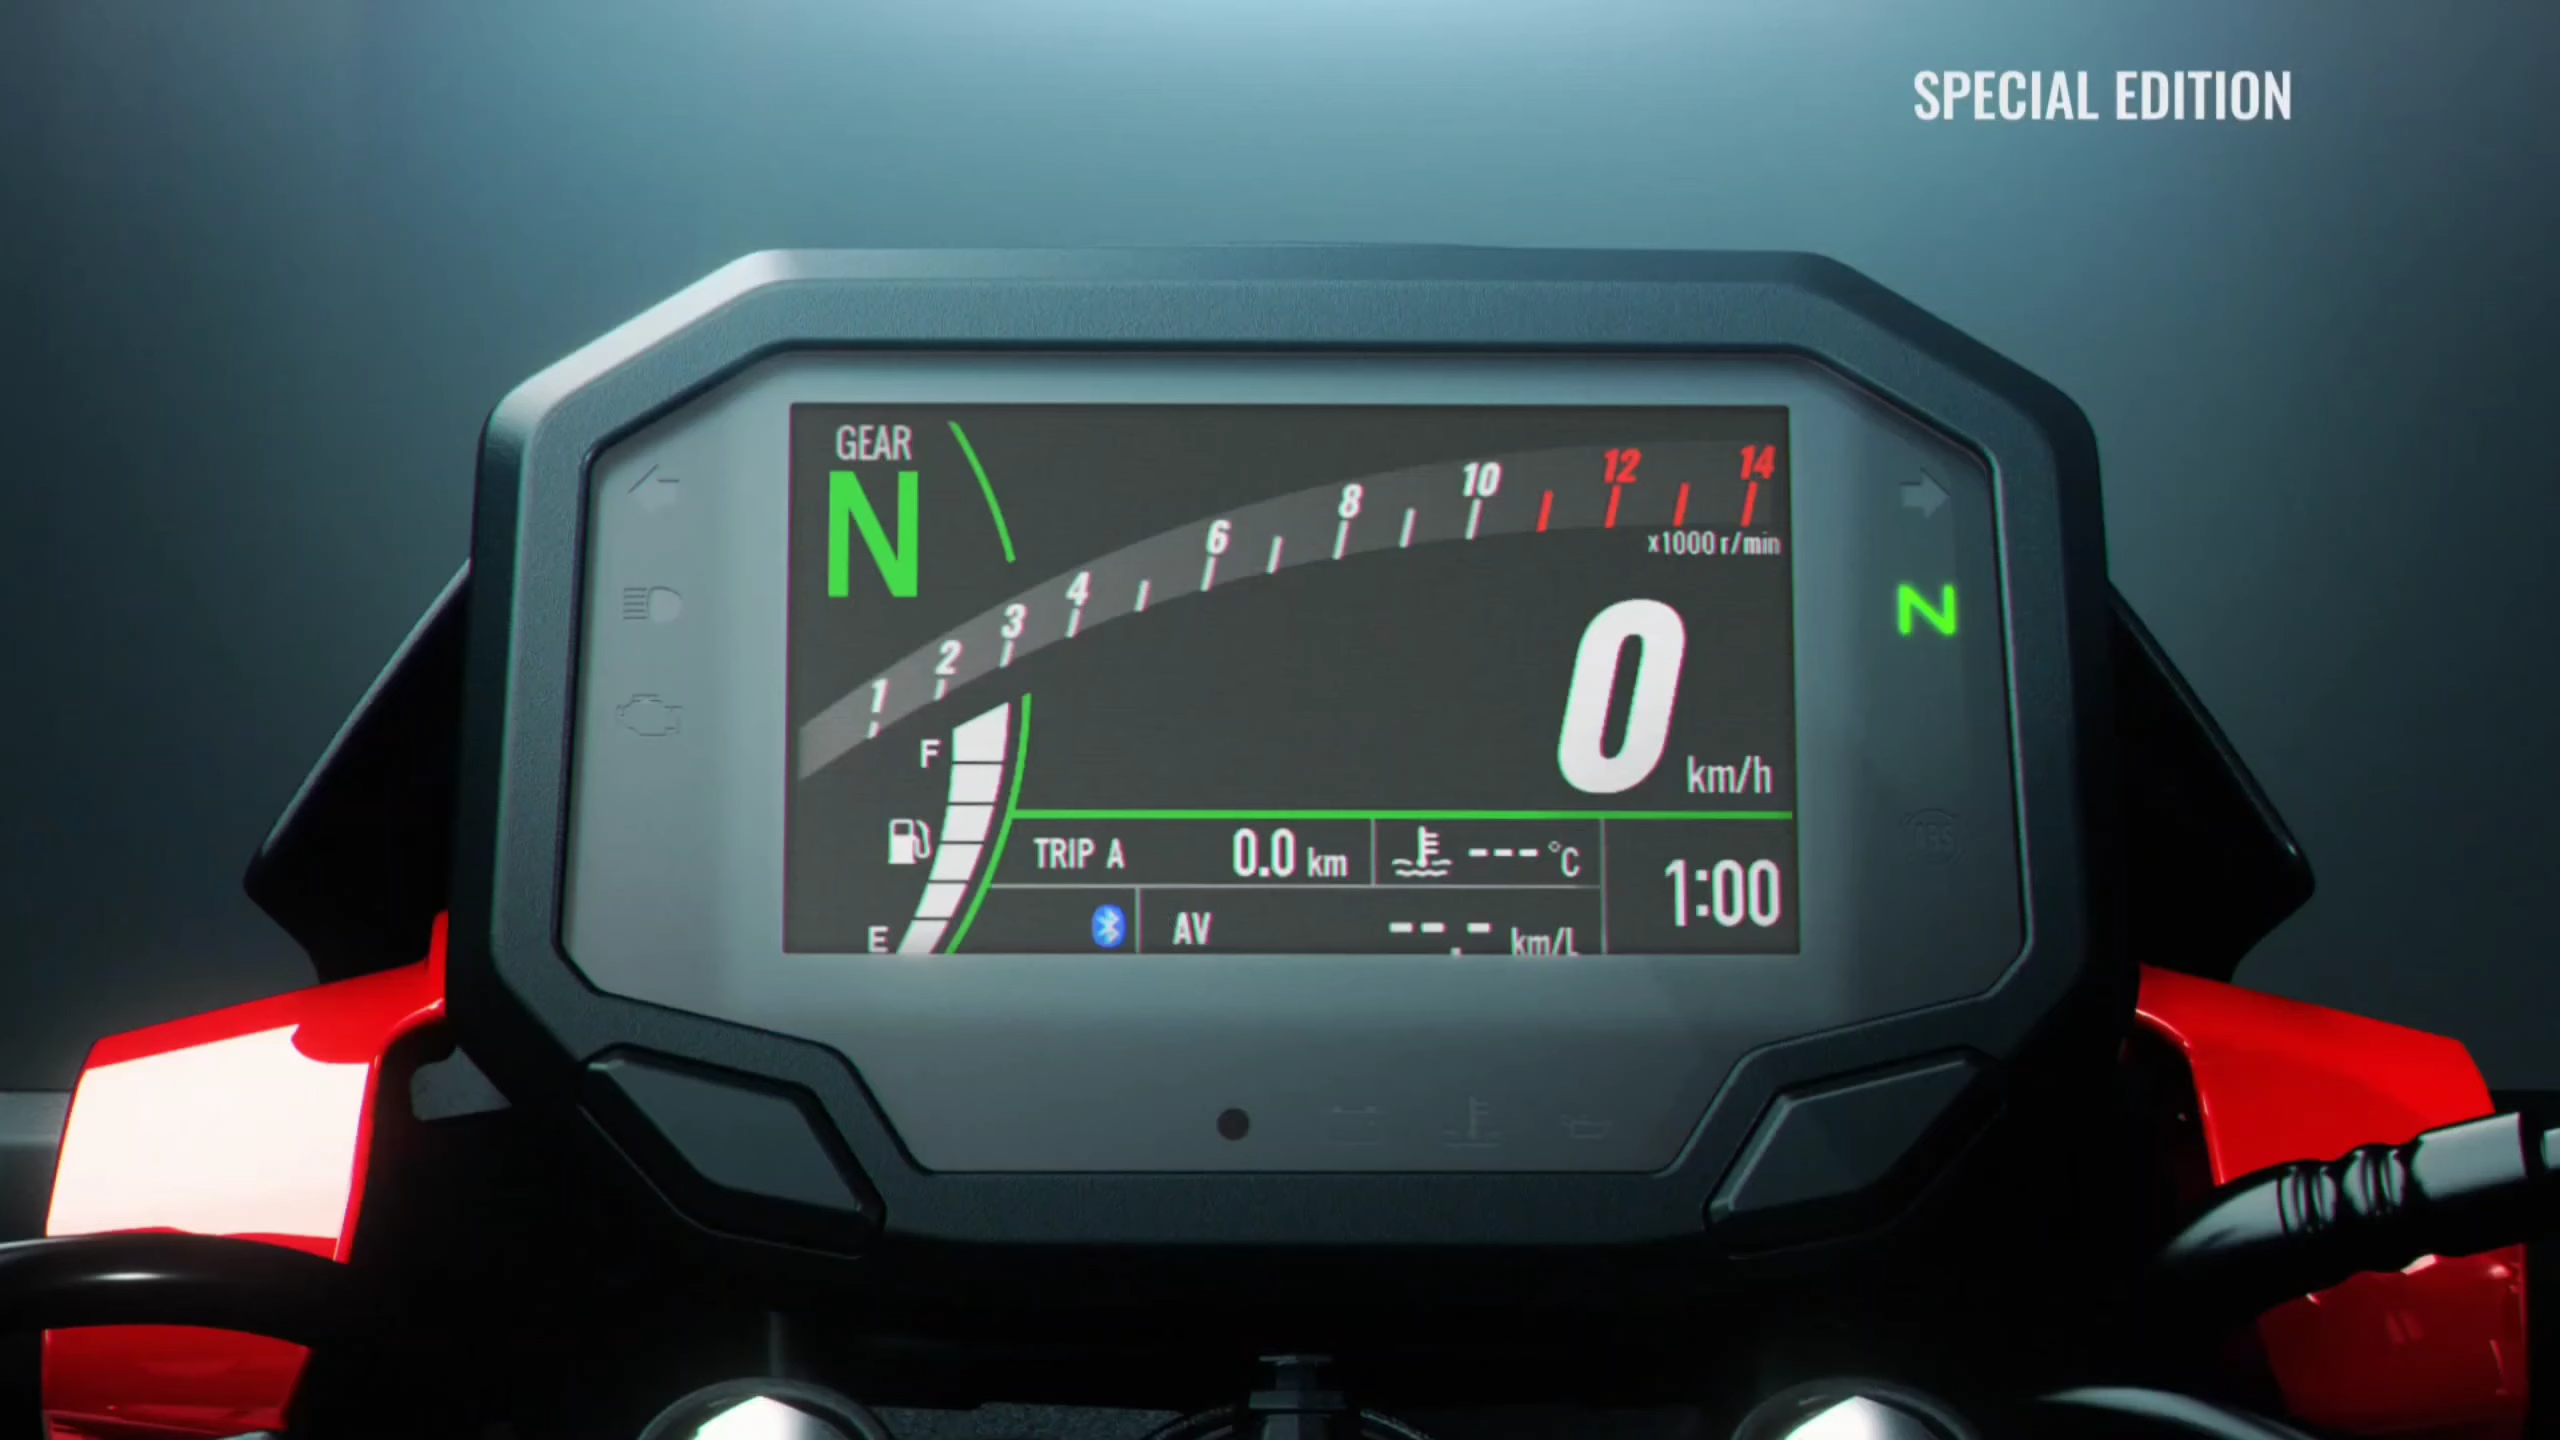 SPECIAL EDITION
GEAR
N
1 2 3 4 6 8 10 12 14
x1000 r/min
N
0 km/h
F
E
TRIP A 0.0 km
---°C
1:00
AV --.- km/L
ABS